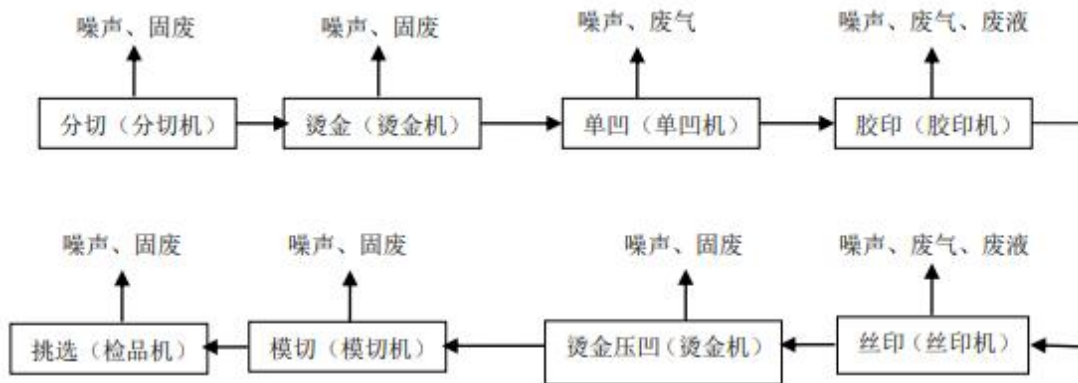 噪声、固废
噪声、固废
噪声、废气
噪声、废气、废液
分切（分切机）
烫金（烫金机）
单凹（单凹机）
胶印（胶印机）
噪声、固废
噪声、固废
噪声、固废
噪声、废气、废液
挑选（检品机）
模切（模切机）
烫金压凹（烫金机）
丝印（丝印机）